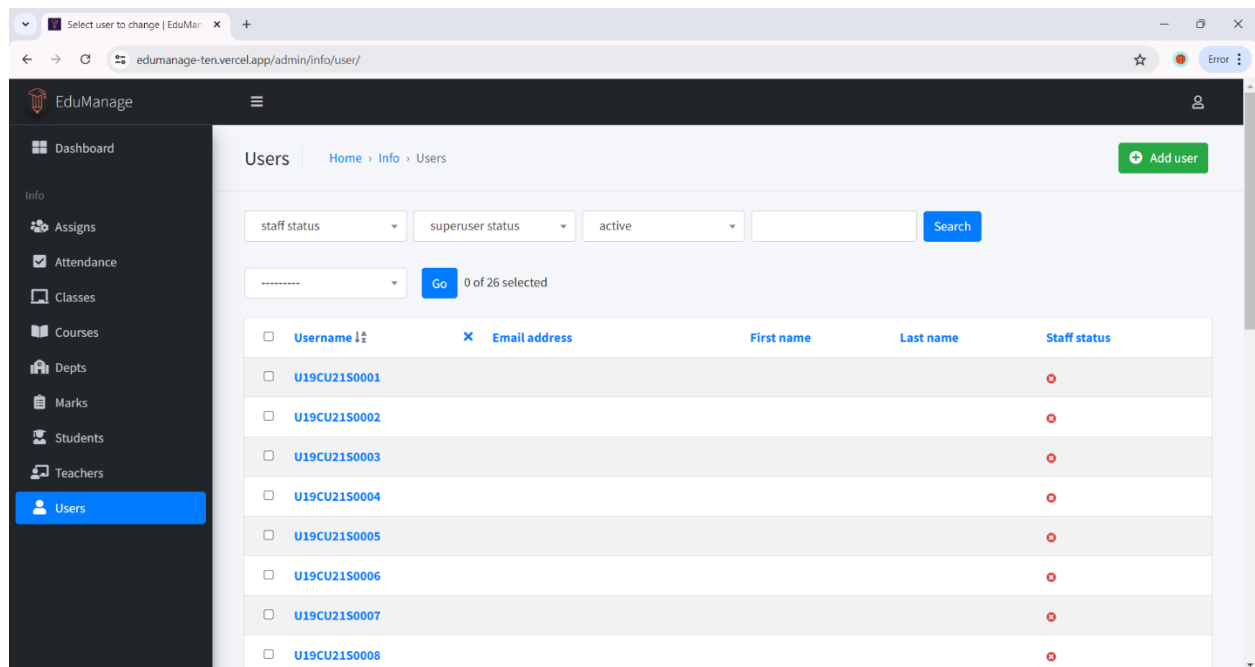 Select user to change | EduMan
edumanage-ten.vercel.app/admin/info/user/
Error
EduManage
Dashboard
Info
Assigns
Attendance
Classes
Courses
Depts
Marks
Students
Teachers
Users
Users Home › Info › Users
Add user
staff status superuser status active Search
--------- Go 0 of 26 selected
Username Email address First name Last name Staff status
U19CU21S0001
U19CU21S0002
U19CU21S0003
U19CU21S0004
U19CU21S0005
U19CU21S0006
U19CU21S0007
U19CU21S0008